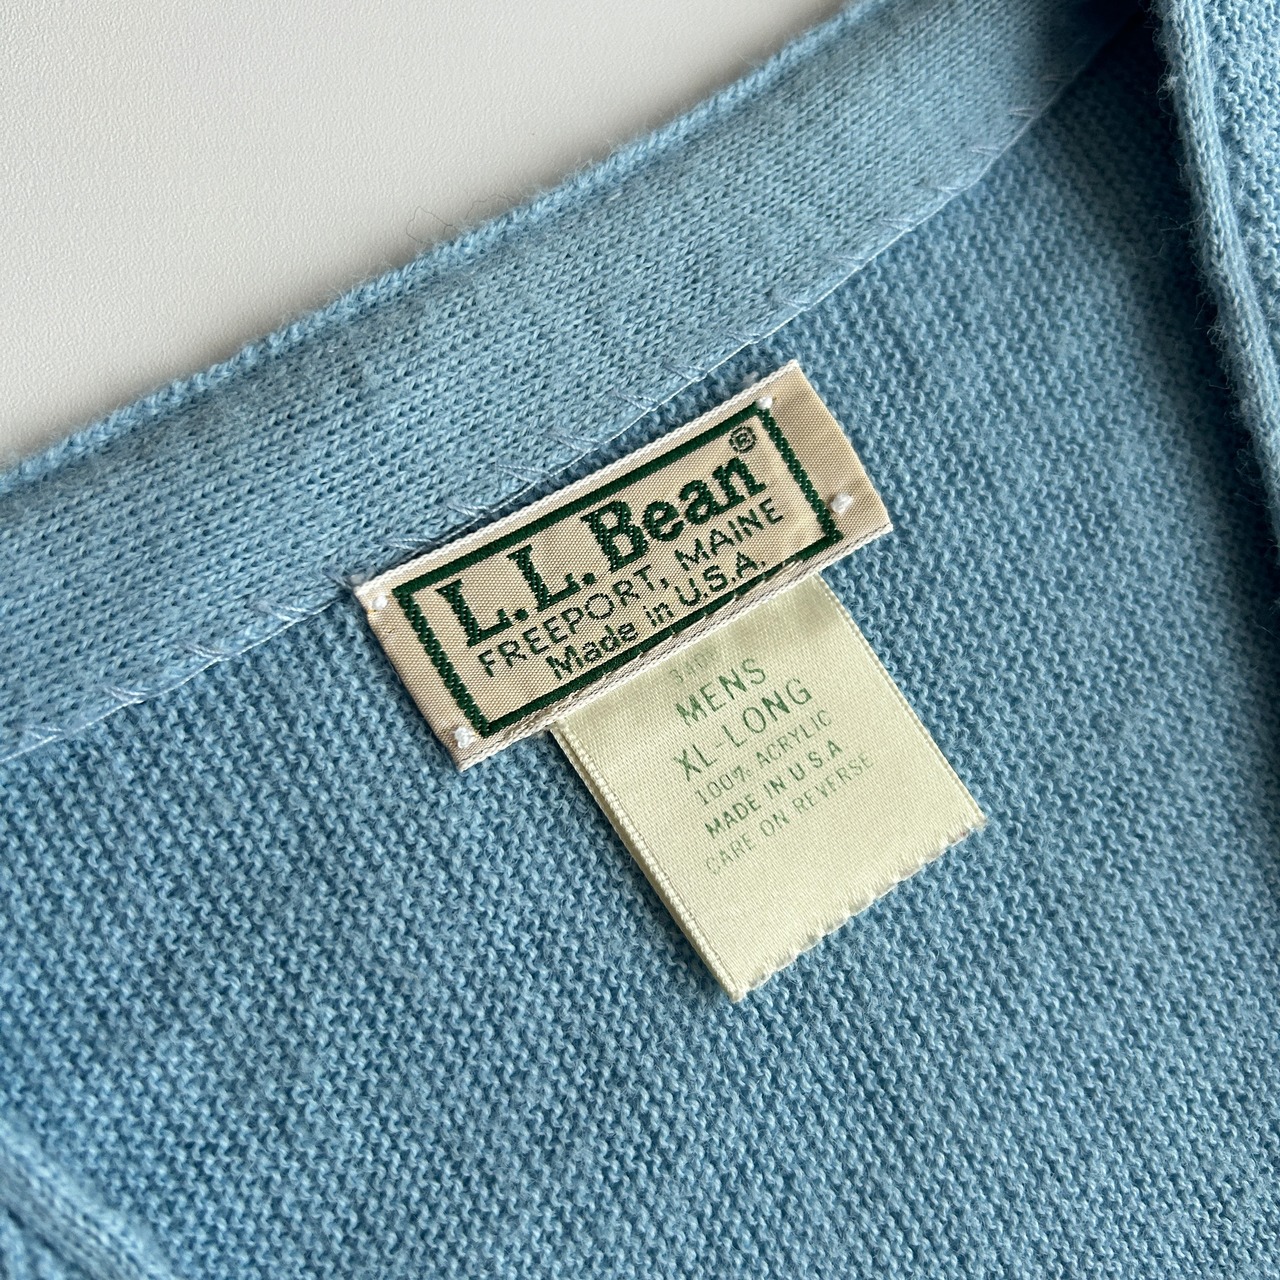 L.L.Bean®
FREEPORT, MAINE
Made in U.S.A.
MENS
XL-LONG
100% ACRYLIC
MADE IN U.S.A
CARE ON REVERSE